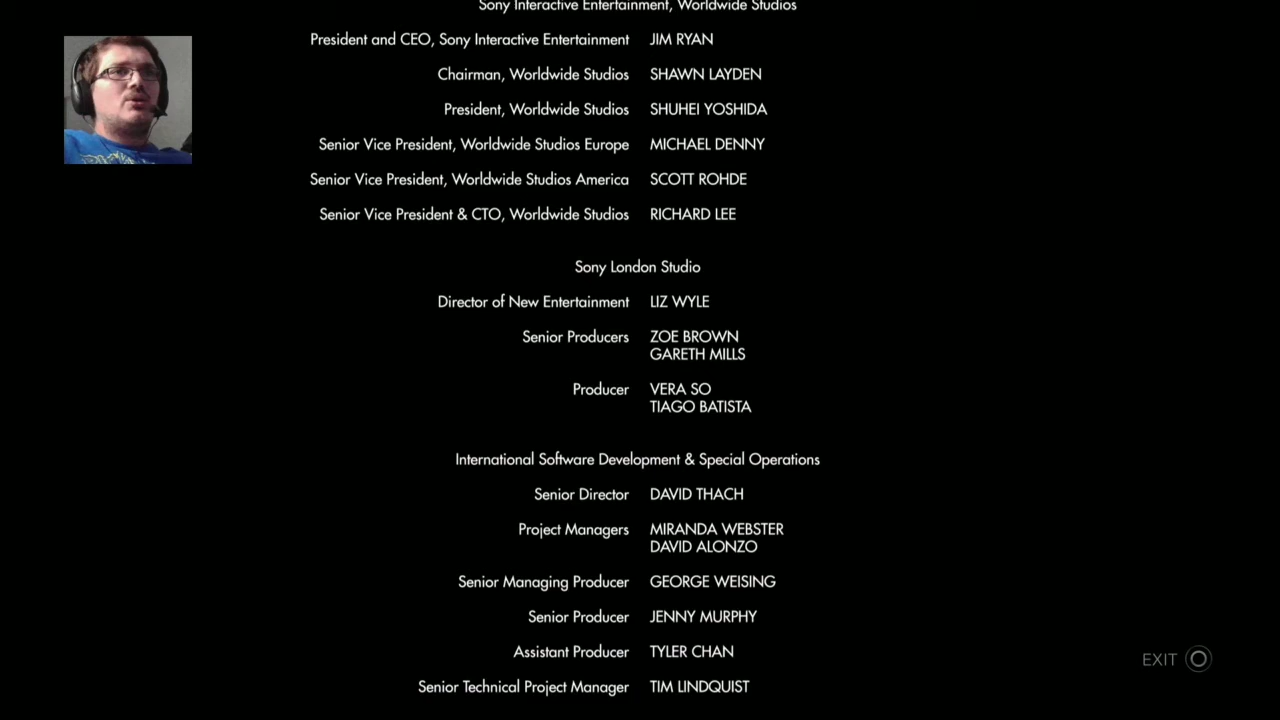 Sony Interactive Entertainment, Worldwide Studios
President and CEO, Sony Interactive Entertainment JIM RYAN
Chairman, Worldwide Studios SHAWN LAYDEN
President, Worldwide Studios SHUHEI YOSHIDA
Senior Vice President, Worldwide Studios Europe MICHAEL DENNY
Senior Vice President, Worldwide Studios America SCOTT ROHDE
Senior Vice President & CTO, Worldwide Studios RICHARD LEE
Sony London Studio
Director of New Entertainment LIZ WYLE
Senior Producers ZOE BROWN
GARETH MILLS
Producer VERA SO
TIAGO BATISTA
International Software Development & Special Operations
Senior Director DAVID THACH
Project Managers MIRANDA WEBSTER
DAVID ALONZO
Senior Managing Producer GEORGE WEISING
Senior Producer JENNY MURPHY
Assistant Producer TYLER CHAN
EXIT
Senior Technical Project Manager TIM LINDQUIST